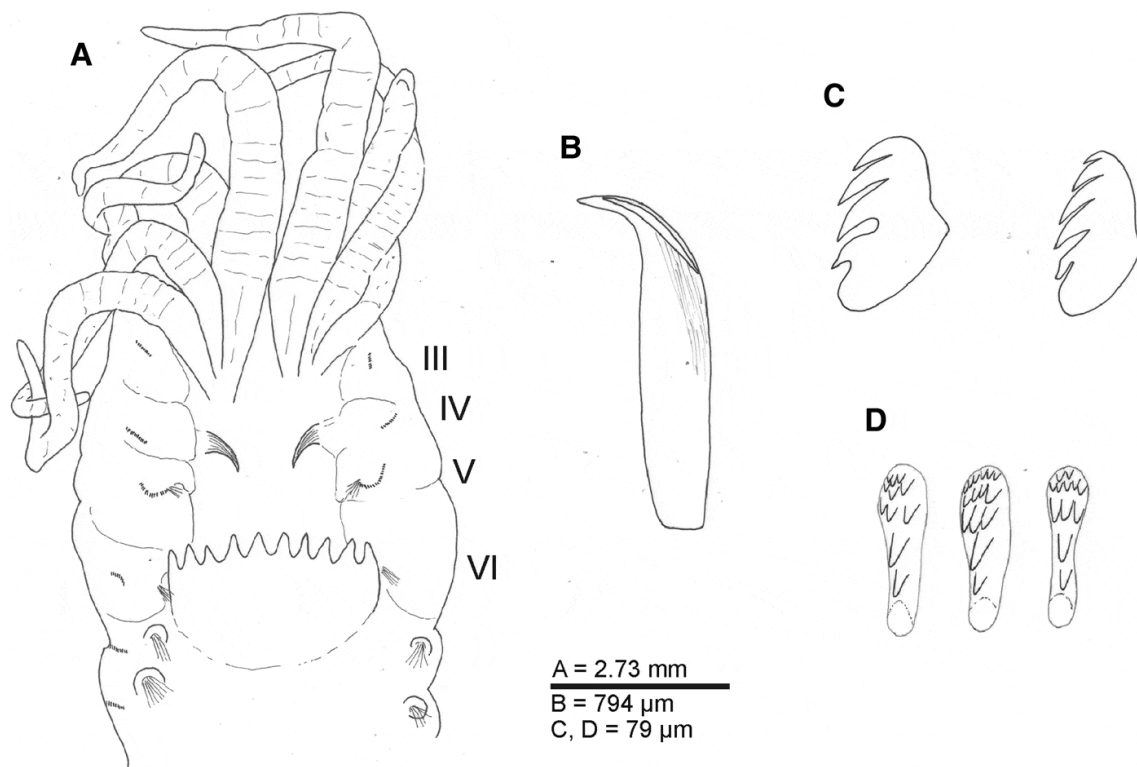 A
B
C
III
IV
V
VI
D
A = 2.73 mm
B = 794 µm
C, D = 79 µm